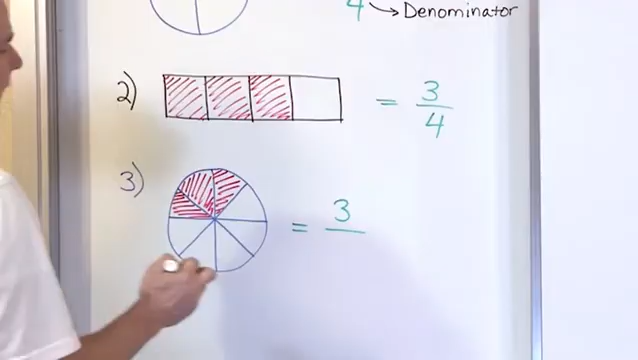 4 → Denominator
2) = 3/4
3) = 3/